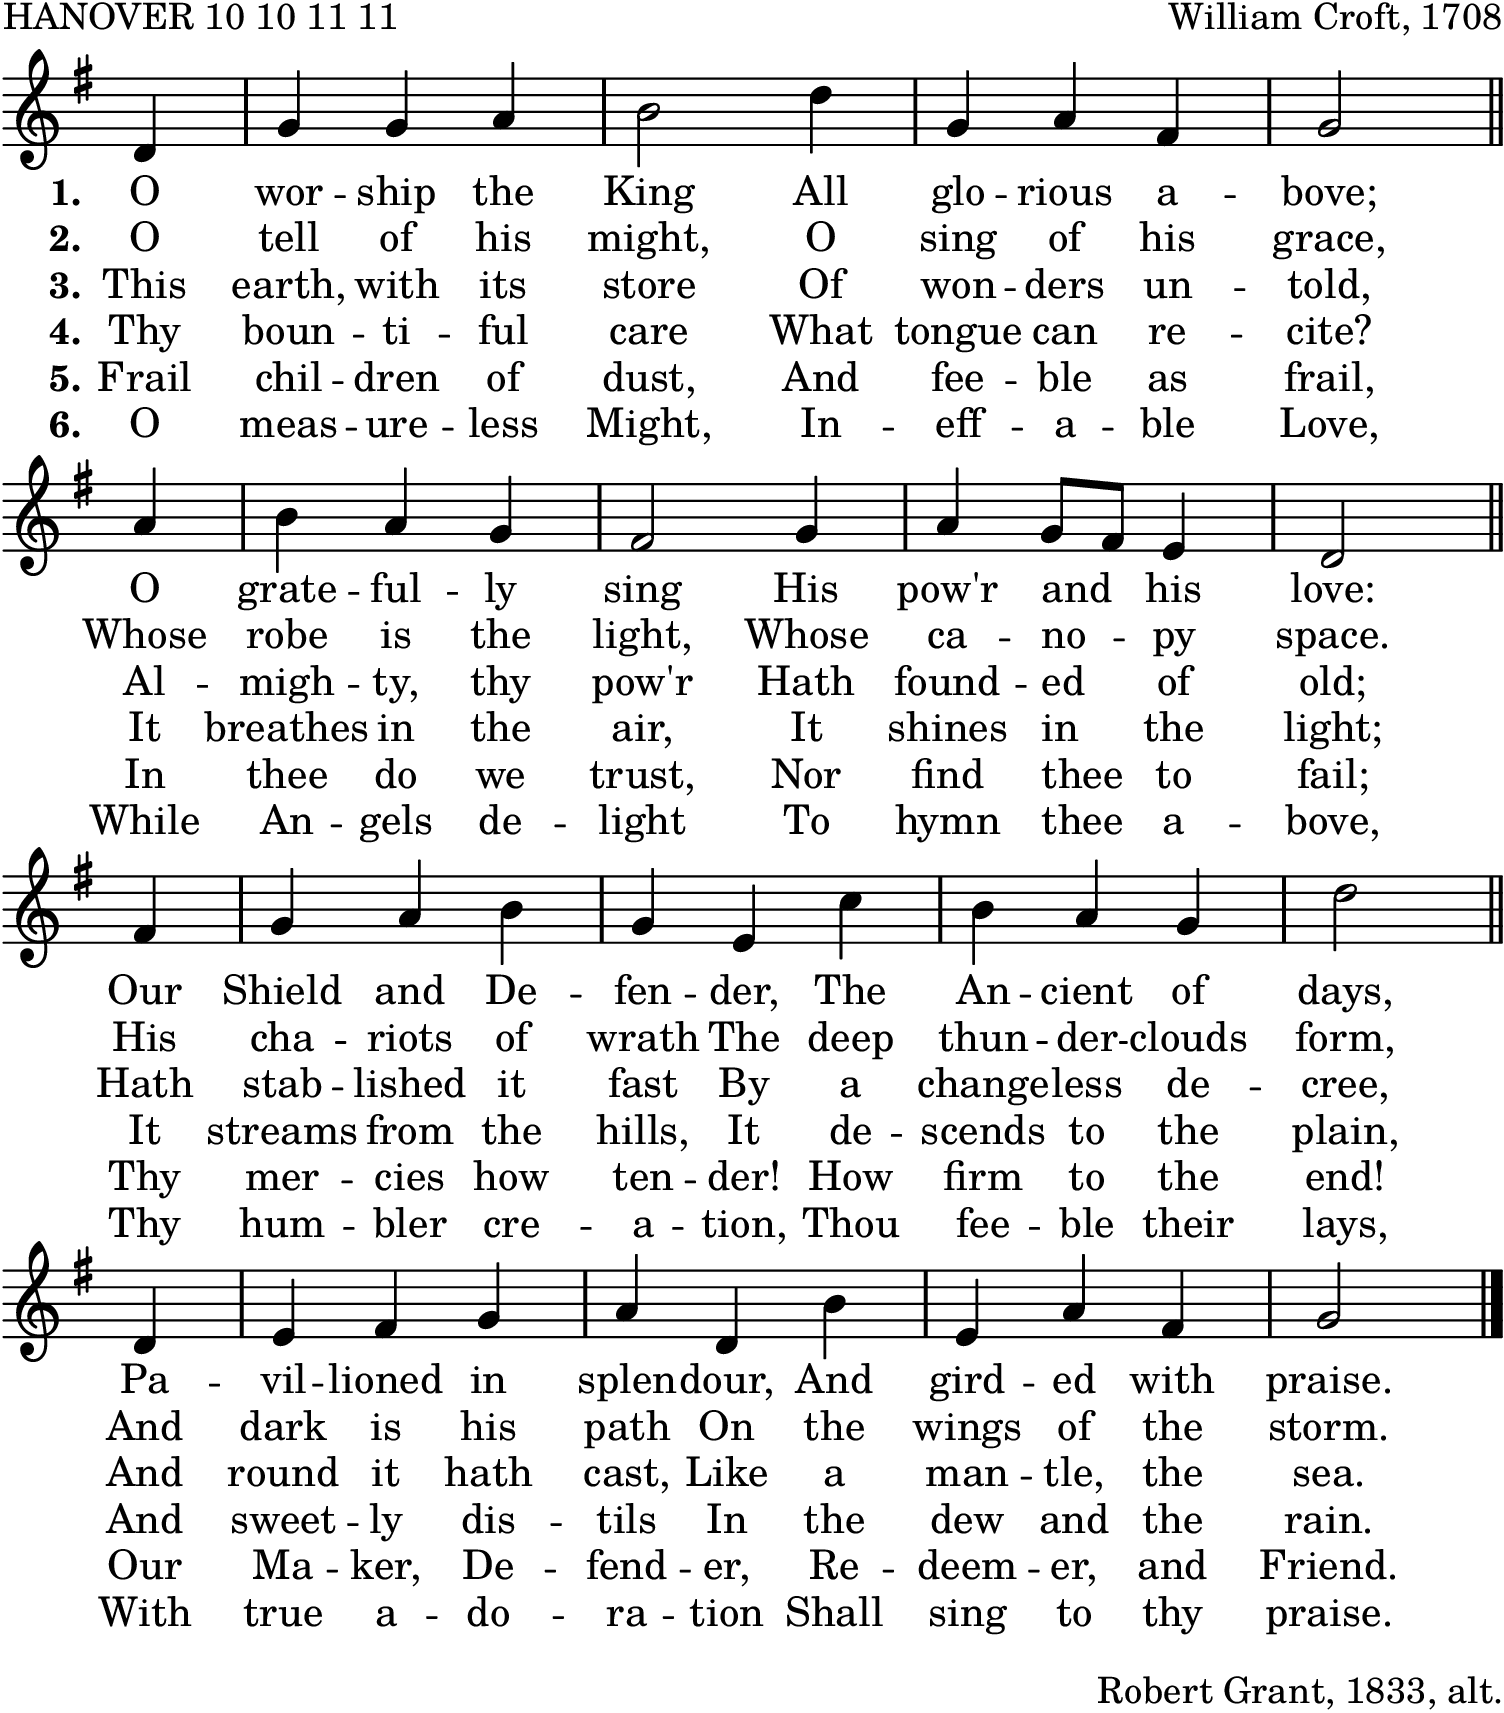 HANOVER 10 10 11 11 William Croft, 1708
1. O wor -- ship the King All glo -- rious a -- bove;
2. O tell of his might, O sing of his grace,
3. This earth, with its store Of won -- ders un -- told,
4. Thy boun -- ti -- ful care What tongue can re -- cite?
5. Frail chil -- dren of dust, And fee -- ble as frail,
6. O meas -- ure -- less Might, In -- eff -- a -- ble Love,
O grate -- ful -- ly sing His pow'r and his love:
Whose robe is the light, Whose ca -- no -- py space.
Al -- migh -- ty, thy pow'r Hath found -- ed of old;
It breathes in the air, It shines in the light;
In thee do we trust, Nor find thee to fail;
While An -- gels de -- light To hymn thee a -- bove,
Our Shield and De -- fen -- der, The An -- cient of days,
His cha -- riots of wrath The deep thun -- der-clouds form,
Hath stab -- lished it fast By a changeless de -- cree,
It streams from the hills, It de -- scends to the plain,
Thy mer -- cies how ten -- der! How firm to the end!
Thy hum -- bler cre -- a -- tion, Thou fee -- ble their lays,
Pa -- vil -- lioned in splendour, And gird -- ed with praise.
And dark is his path On the wings of the storm.
And round it hath cast, Like a man -- tle, the sea.
And sweet -- ly dis -- tils In the dew and the rain.
Our Ma -- ker, De -- fend -- er, Re -- deem -- er, and Friend.
With true a -- do -- ra -- tion Shall sing to thy praise.
Robert Grant, 1833, alt.